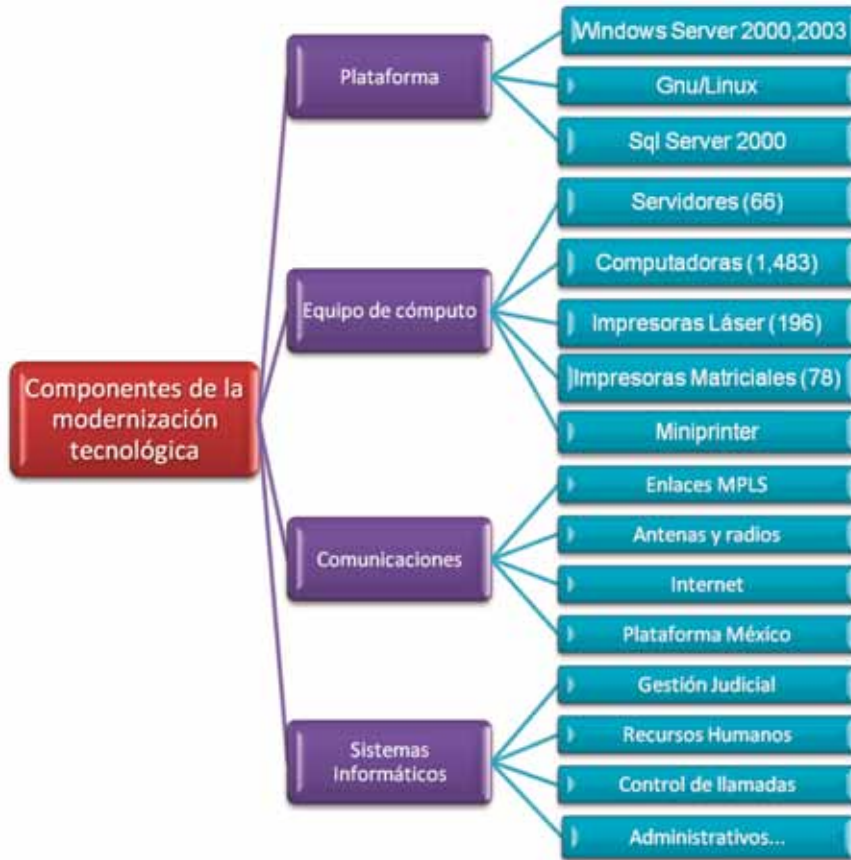 Componentes de la
modernización
tecnológica
Plataforma
Windows Server 2000,2003
Gnu/Linux
Sql Server 2000
Equipo de cómputo
Servidores (66)
Computadoras (1,483)
Impresoras Láser (196)
Impresoras Matriciales (78)
Miniprinter
Comunicaciones
Enlaces MPLS
Antenas y radios
Internet
Plataforma México
Sistemas
Informáticos
Gestión Judicial
Recursos Humanos
Control de llamadas
Administrativos...